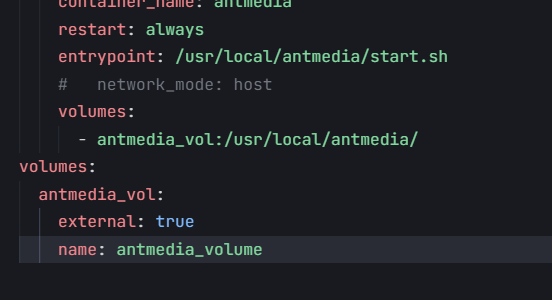 container_name: antmedia
restart: always
entrypoint: /usr/local/antmedia/start.sh
#   network_mode: host
volumes:
- antmedia_vol:/usr/local/antmedia/
volumes:
antmedia_vol:
external: true
name: antmedia_volume